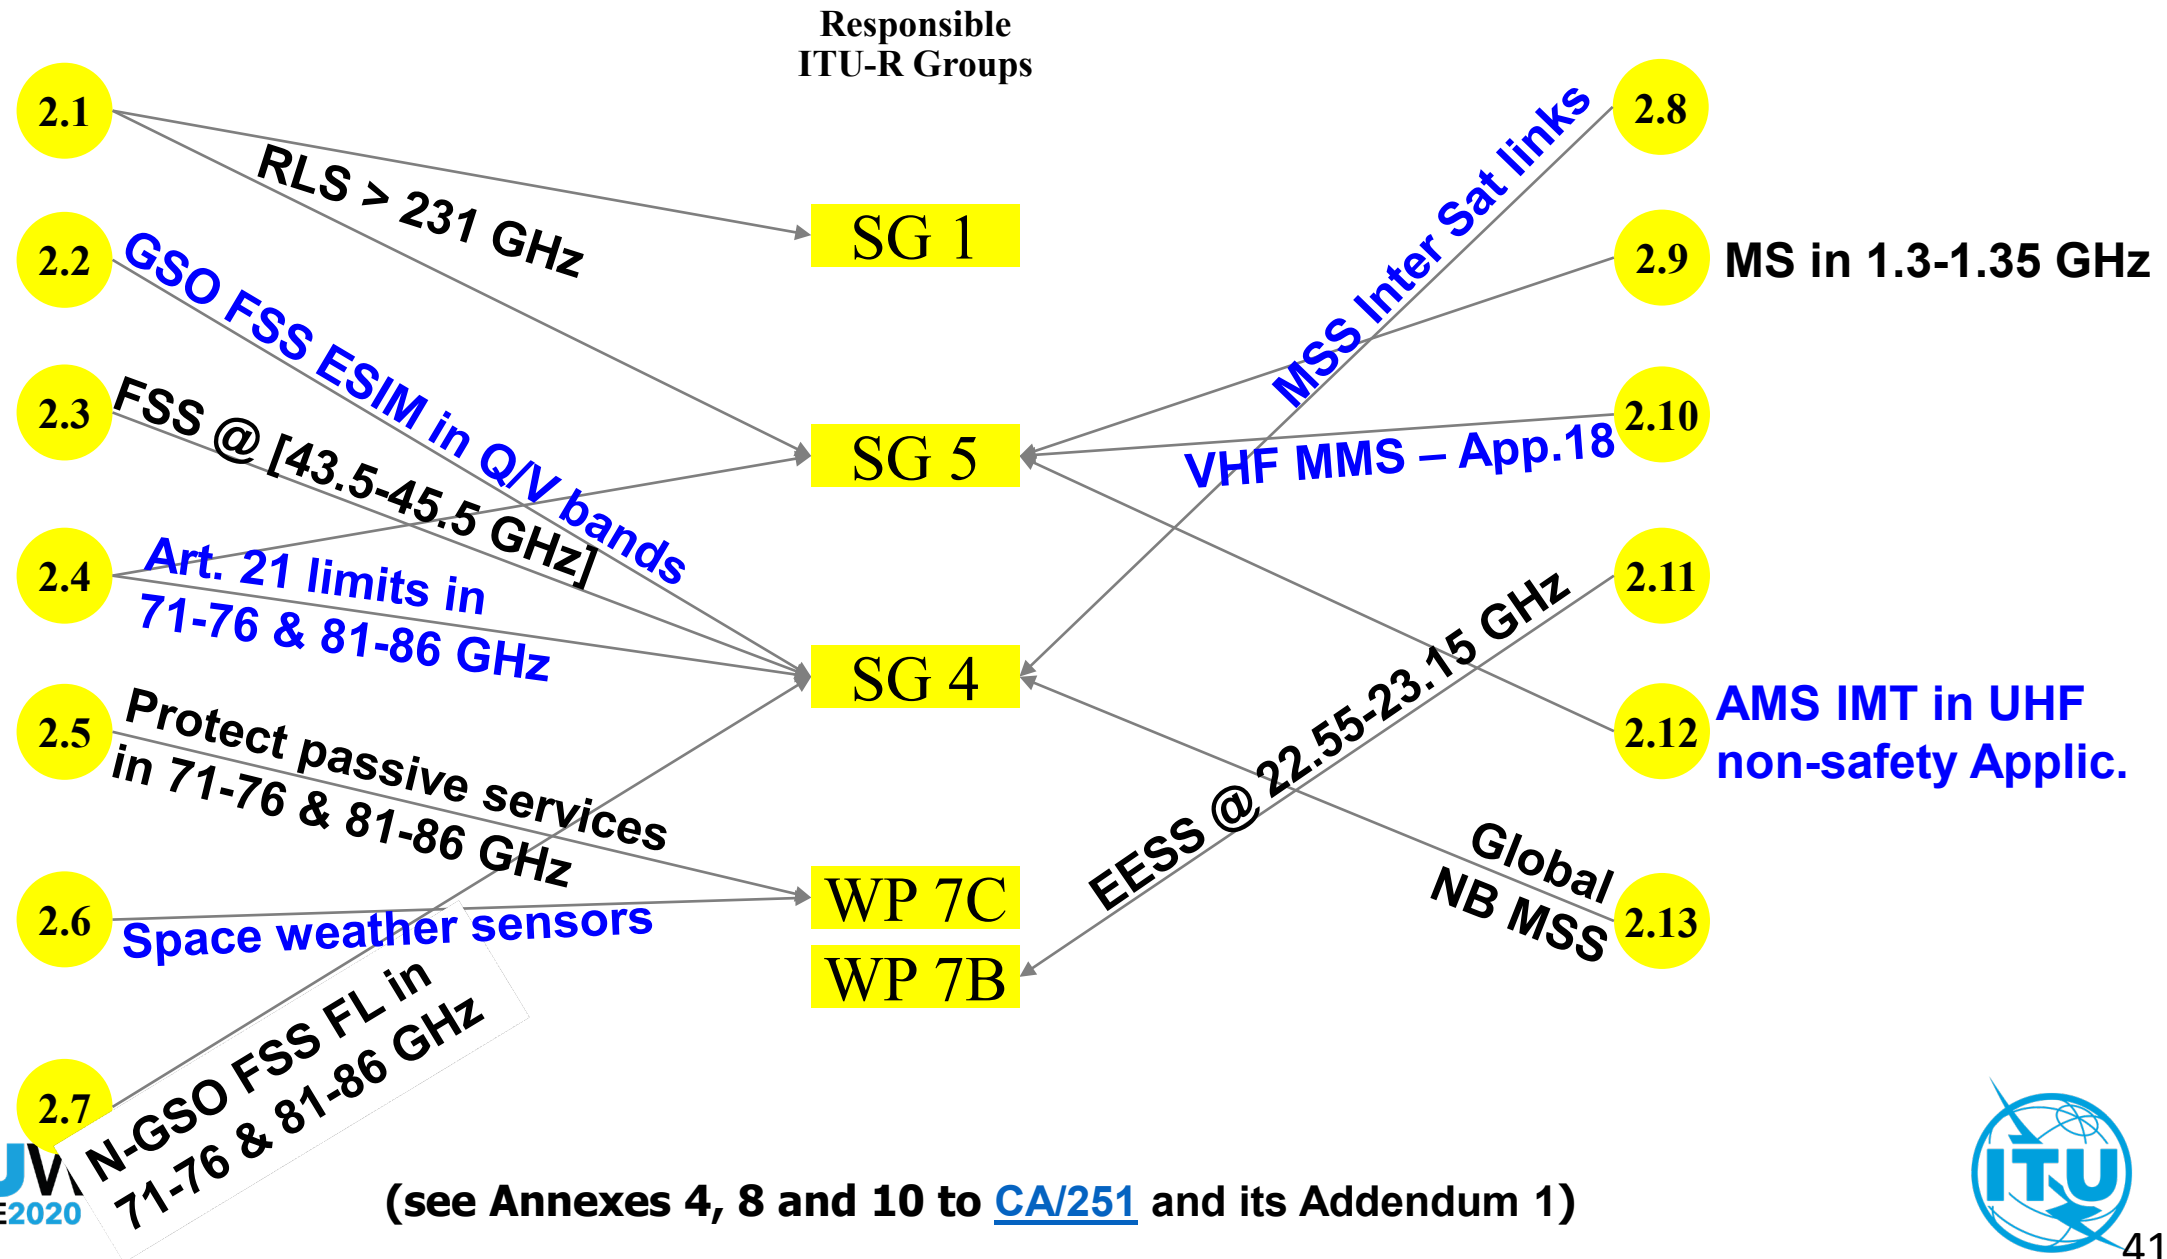 Responsible
ITU-R Groups
2.1
RLS > 231 GHz
2.2
GSO FSS ESIM in Q/V bands
2.3
FSS @ [43.5-45.5 GHz]
2.4
Art. 21 limits in
71-76 & 81-86 GHz
2.5
Protect passive services
in 71-76 & 81-86 GHz
2.6
Space weather sensors
2.7
N-GSO FSS FL in
71-76 & 81-86 GHz
SG 1
SG 5
SG 4
WP 7C
WP 7B
2.8
MSS Inter Sat links
2.9
MS in 1.3-1.35 GHz
2.10
VHF MMS – App.18
2.11
EESS @ 22.55-23.15 GHz
2.12
AMS IMT in UHF
non-safety Applic.
2.13
Global
NB MSS
E2020
(see Annexes 4, 8 and 10 to CA/251 and its Addendum 1)
ITU
41